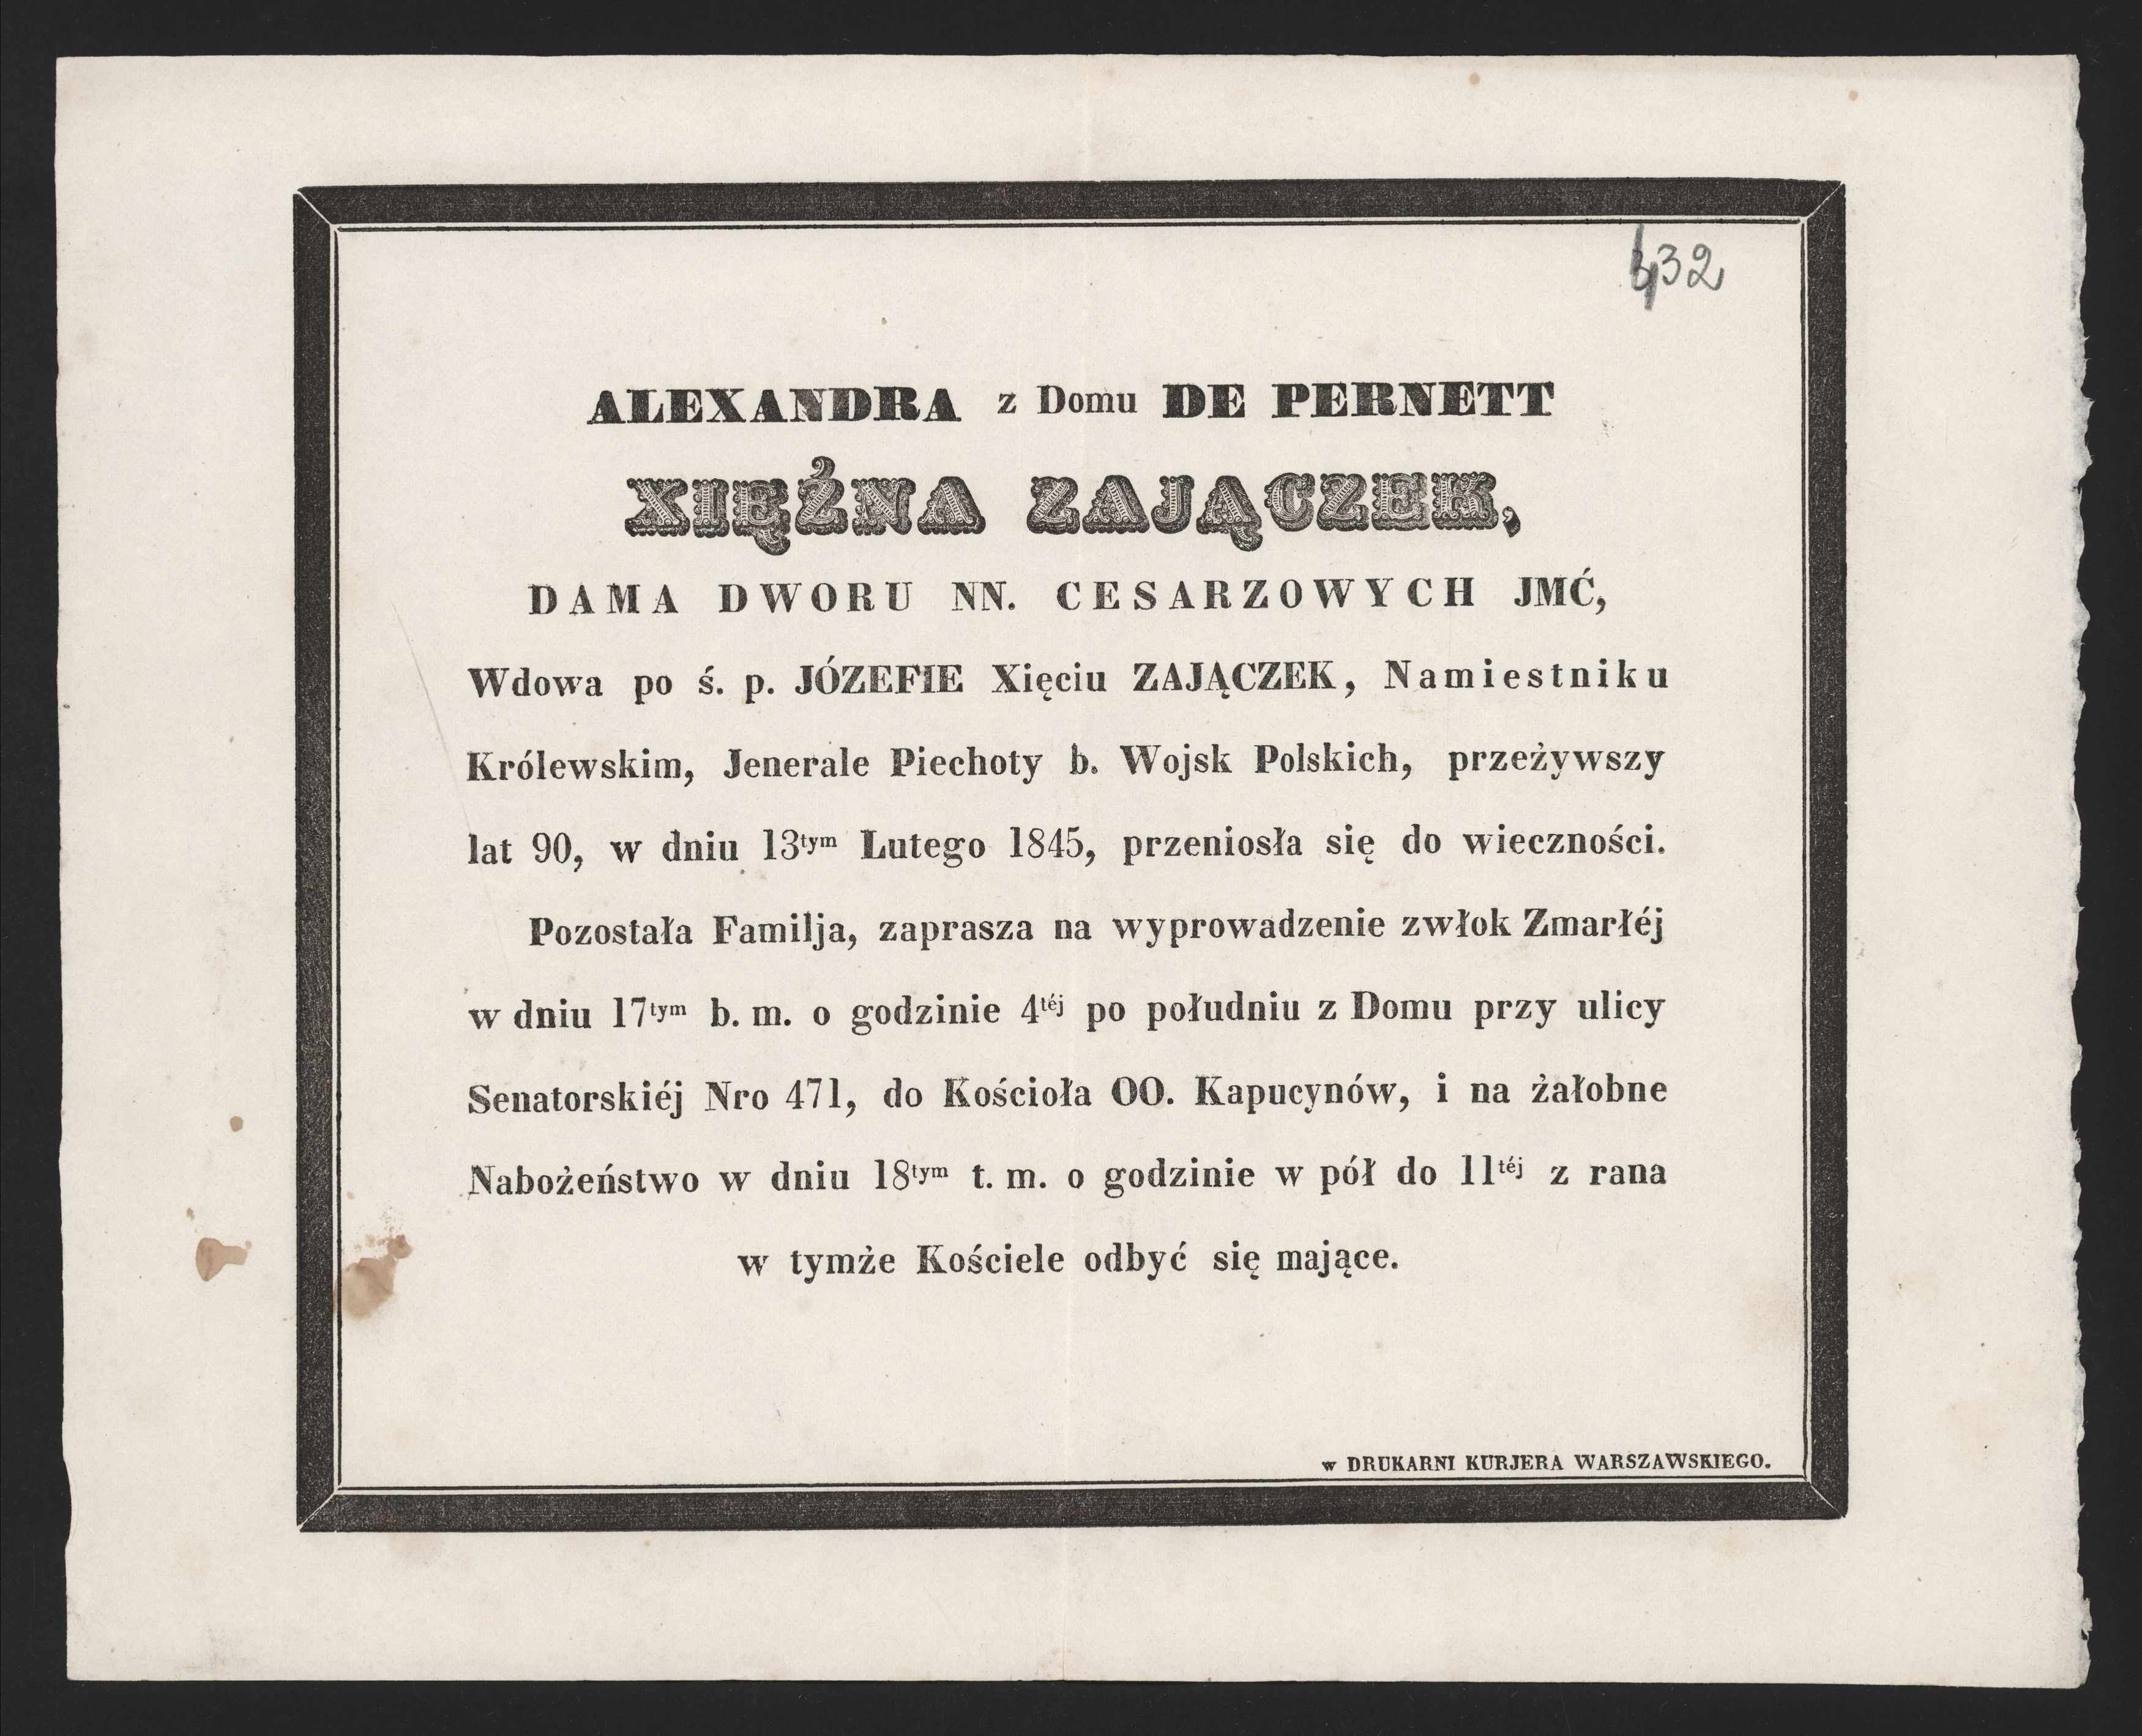 32
ALEXANDRA z Domu DE PERNETT
XIĘŻNA ZAJĄCZEK,
DAMA DWORU NN. CESARZOWYCH JMĆ,
Wdowa po ś. p. JÓZEFIE Xięciu ZAJĄCZEK, Namiestniku
Królewskim, Jenerale Piechoty b. Wojsk Polskich, przeżywszy
lat 90, w dniu 13tym Lutego 1845, przeniosła się do wieczności.
Pozostała Familja, zaprasza na wyprowadzenie zwłok Zmarłéj
w dniu 17tym b. m. o godzinie 4téj po południu z Domu przy ulicy
Senatorskiéj Nro 471, do Kościoła OO. Kapucynów, i na żałobne
Nabożeństwo w dniu 18tym t. m. o godzinie w pół do 11téj z rana
w tymże Kościele odbyć się mające.
w DRUKARNI KURJERA WARSZAWSKIEGO.